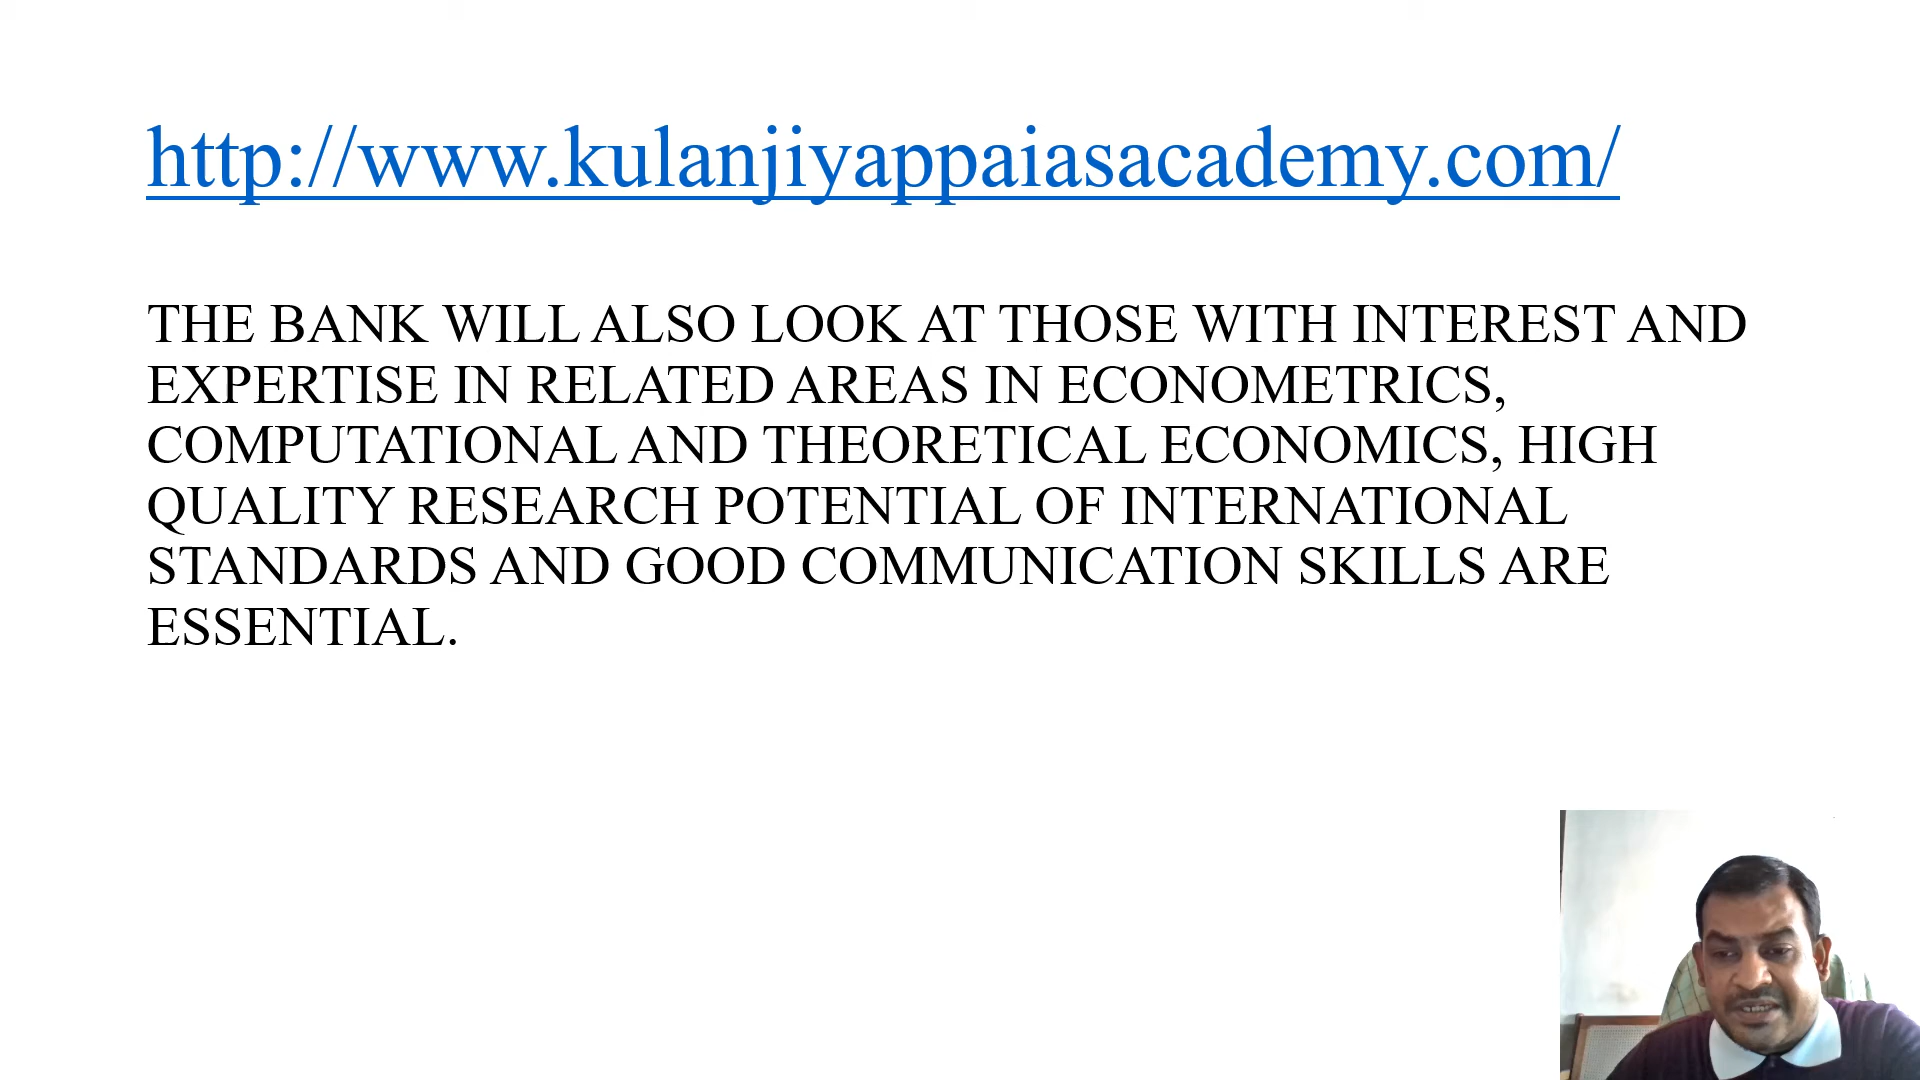 http://www.kulanjiyappaiasacademy.com/
THE BANK WILL ALSO LOOK AT THOSE WITH INTEREST AND
EXPERTISE IN RELATED AREAS IN ECONOMETRICS,
COMPUTATIONAL AND THEORETICAL ECONOMICS, HIGH
QUALITY RESEARCH POTENTIAL OF INTERNATIONAL
STANDARDS AND GOOD COMMUNICATION SKILLS ARE
ESSENTIAL.